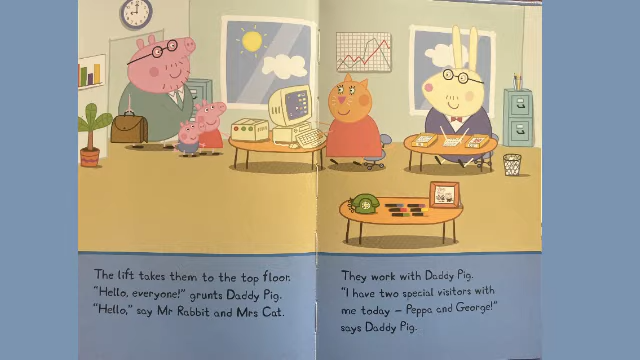 The lift takes them to the top floor.
"Hello, everyone!" grunts Daddy Pig.
"Hello," say Mr Rabbit and Mrs Cat.
They work with Daddy Pig.
"I have two special visitors with
me today – Peppa and George!"
says Daddy Pig.